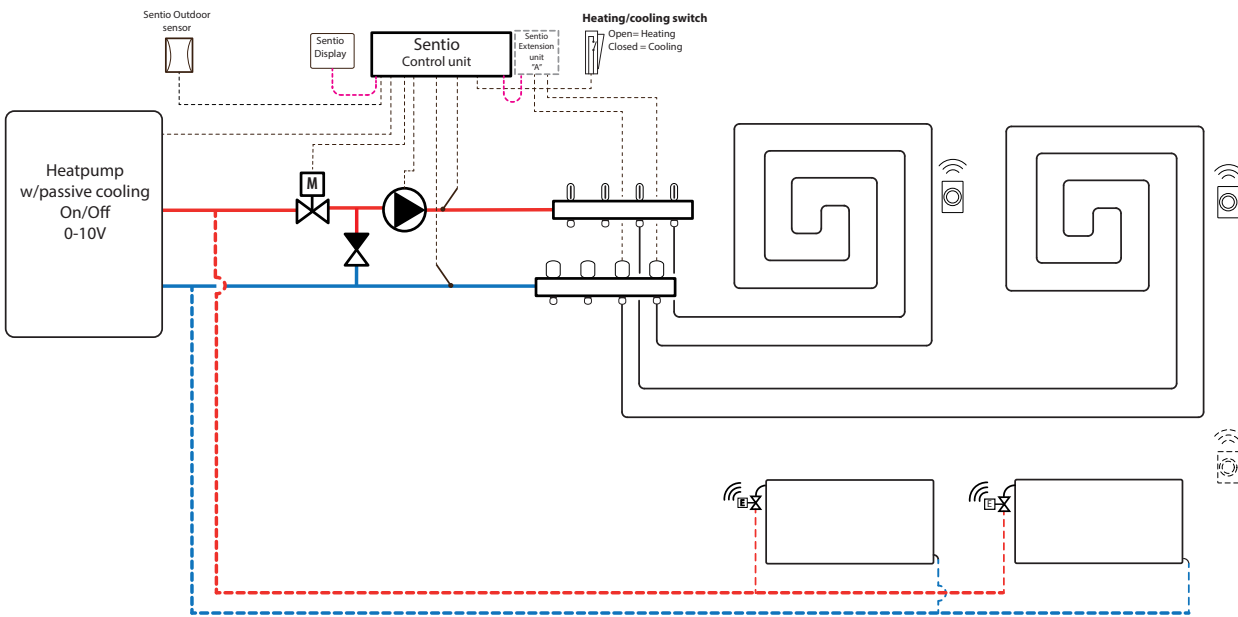 Sentio Outdoor
sensor
Sentio
Display
Sentio
Control unit
Sentio
Extension
unit
"A"
Heating/cooling switch
Open= Heating
Closed = Cooling
Heatpump
w/passive cooling
On/Off
0-10V
M
E
E